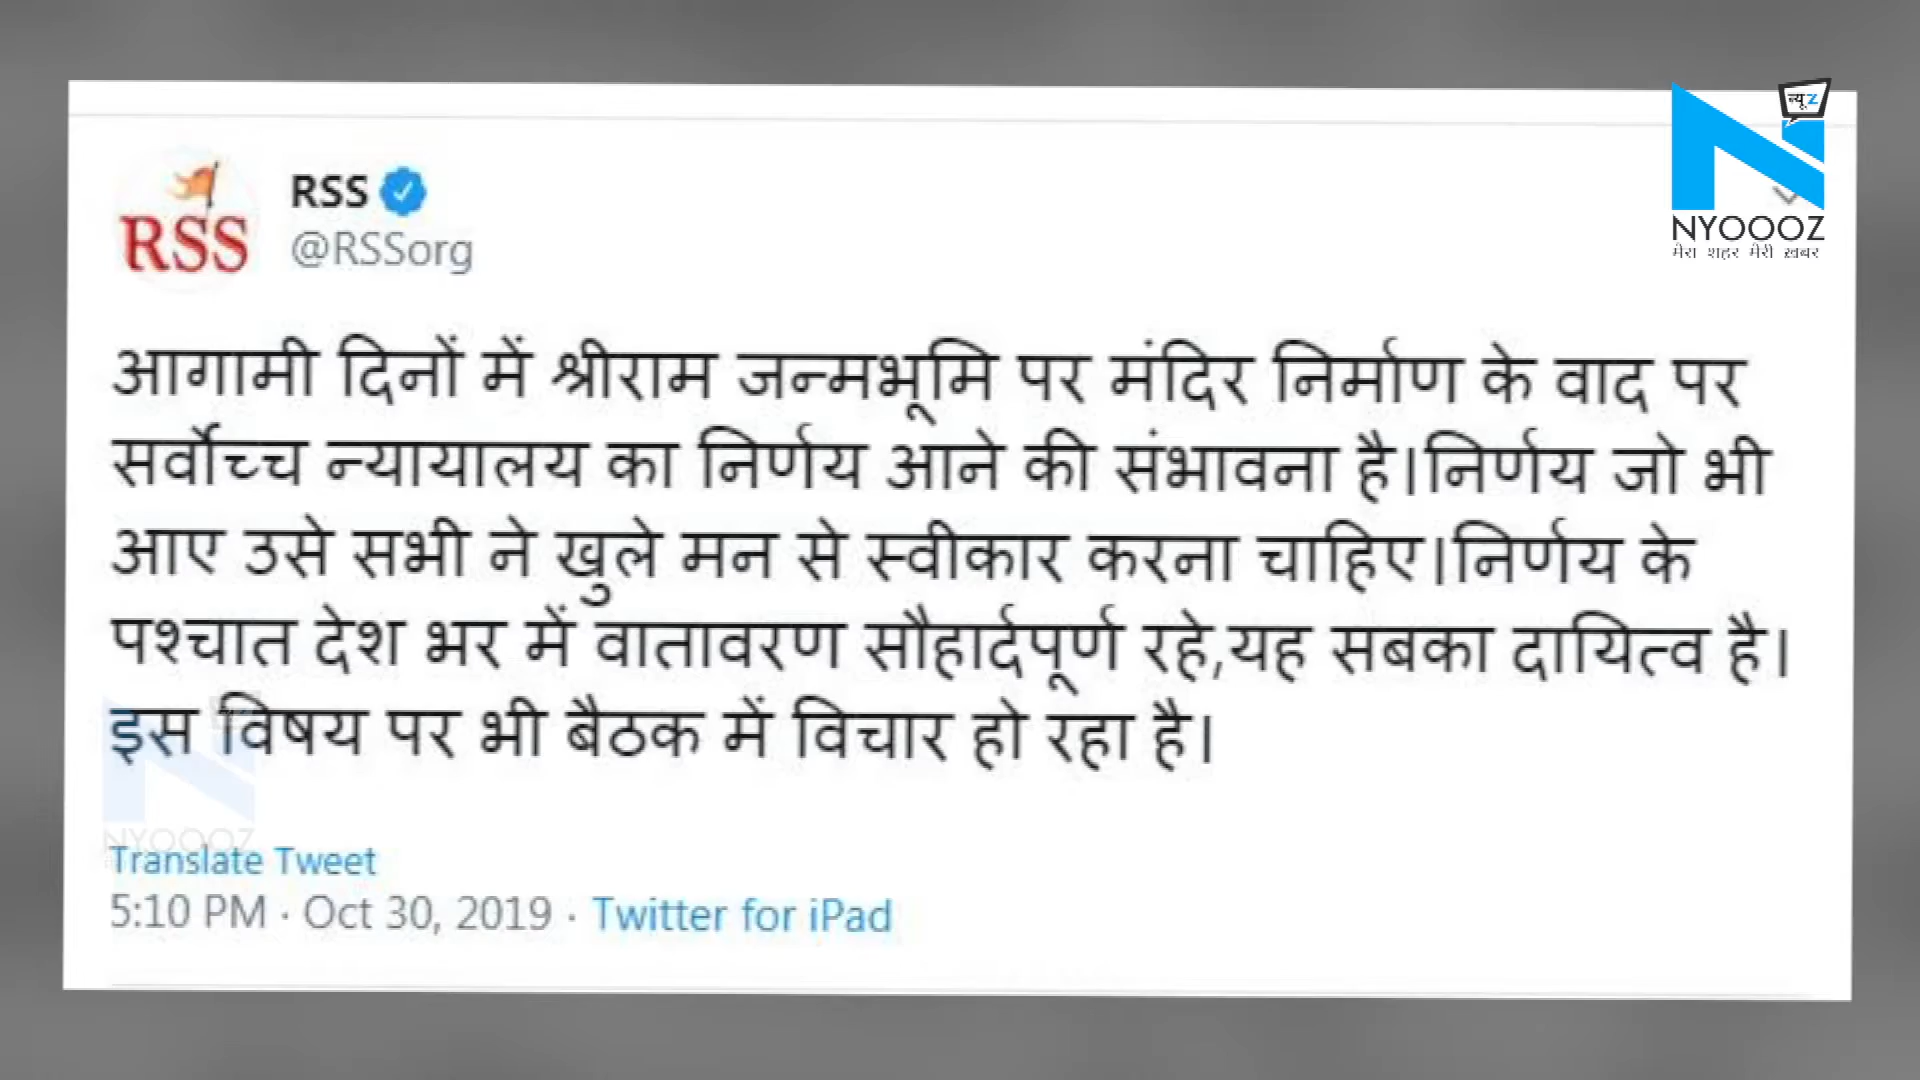 RSS
RSS
@RSSorg
न्यूZ
NYOOOZ
मेरा शहर मेरी ख़बर
आगामी दिनों में श्रीराम जन्मभूमि पर मंदिर निर्माण के वाद पर
सर्वोच्च न्यायालय का निर्णय आने की संभावना है।निर्णय जो भी
आए उसे सभी ने खुले मन से स्वीकार करना चाहिए।निर्णय के
पश्चात देश भर में वातावरण सौहार्दपूर्ण रहे,यह सबका दायित्व है।
इस विषय पर भी बैठक में विचार हो रहा है।
NYOOOZ
Translate Tweet
5:10 PM · Oct 30, 2019 · Twitter for iPad